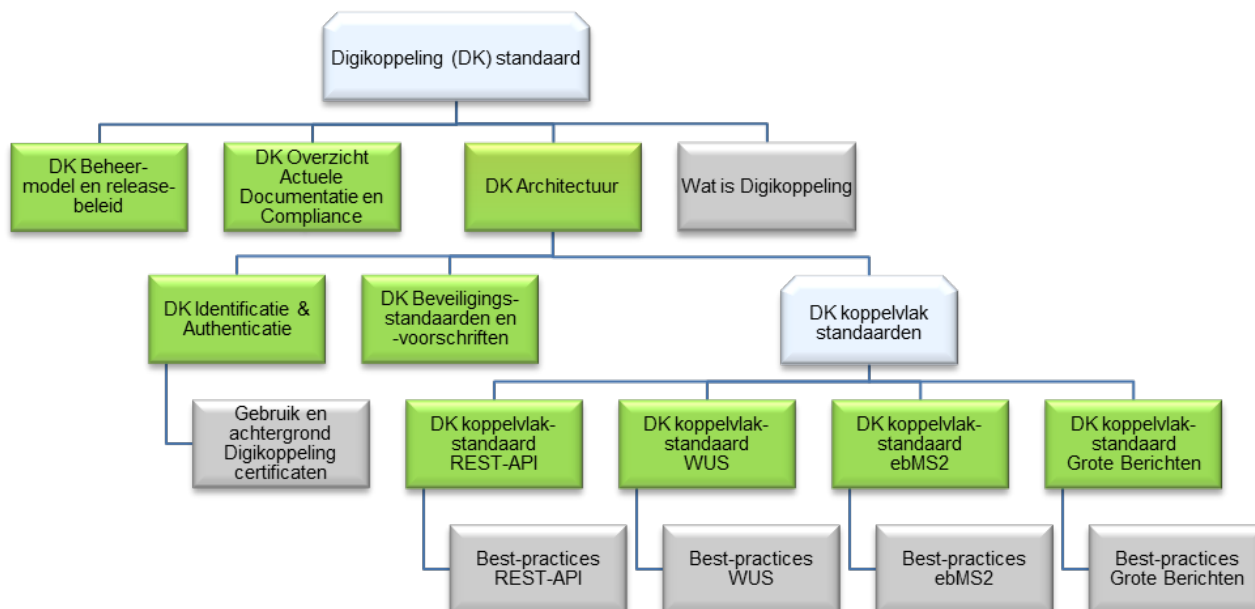 Digikoppeling (DK) standaard
DK Beheer-
model en release-
beleid
DK Overzicht
Actuele
Documentatie en
Compliance
DK Architectuur
Wat is Digikoppeling
DK Identificatie &
Authenticatie
DK Beveiligings-
standaarden en
-voorschriften
DK koppelvlak
standaarden
Gebruik en
achtergrond
Digikoppeling
certificaten
DK koppelvlak-
standaard
REST-API
DK koppelvlak-
standaard
WUS
DK koppelvlak-
standaard
ebMS2
DK koppelvlak-
standaard
Grote Berichten
Best-practices
REST-API
Best-practices
WUS
Best-practices
ebMS2
Best-practices
Grote Berichten